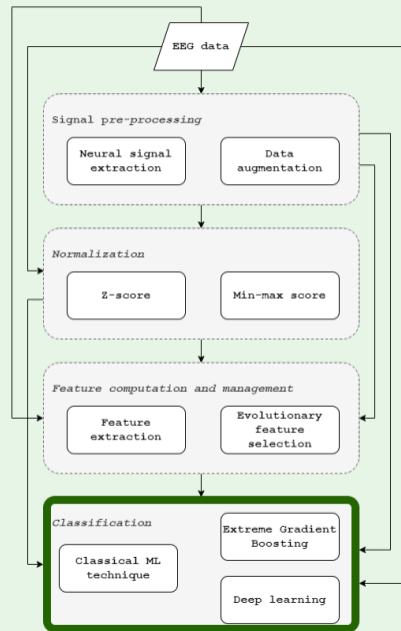 EEG data
Signal pre-processing
Neural signal
extraction
Data
augmentation
Normalization
Z-score
Min-max score
Feature computation and management
Feature
extraction
Evolutionary
feature
selection
Classification
Classical ML
technique
Extreme Gradient
Boosting
Deep learning